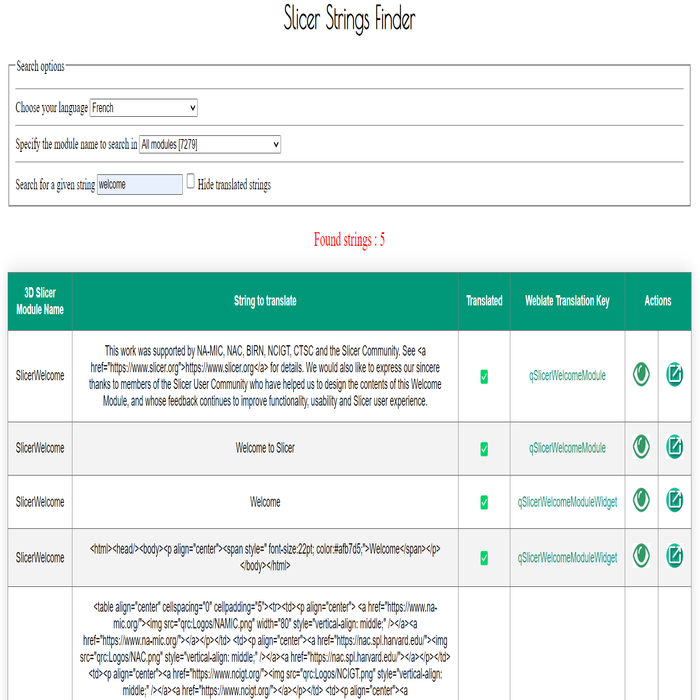 Slicer Strings Finder
Search options
Choose your language French
Specify the module name to search in All modules [7279]
Search for a given string welcome Hide translated strings
Found strings : 5
3D Slicer
Module Name
String to translate
Translated
Weblate Translation Key
Actions
SlicerWelcome
This work was supported by NA-MIC, NAC, BIRN, NCIGT, CTSC and the Slicer Community. See <a
href="https://www.slicer.org">https://www.slicer.org</a> for details. We would also like to express our sincere
thanks to members of the Slicer User Community who have helped us to design the contents of this Welcome
Module, and whose feedback continues to improve functionality, usability and Slicer user experience.
qSlicerWelcomeModule
SlicerWelcome
Welcome to Slicer
qSlicerWelcomeModule
SlicerWelcome
Welcome
qSlicerWelcomeModuleWidget
SlicerWelcome
<html><head/><body><p align="center"><span style=" font-size:22pt; color:#afb7d5;">Welcome</span></p>
</body></html>
qSlicerWelcomeModuleWidget
<table align="center" cellspacing="0" cellpadding="5"><tr><td><p align="center"> <a href="https://www.na-
mic.org/"><img src="qrc:Logos/NAMIC.png" width="80" style="vertical-align: middle;" /></a><a
href="https://www.na-mic.org/"></a></p></td> <td><p align="center"><a href="https://nac.spl.harvard.edu/"><img
src="qrc:Logos/NAC.png" style="vertical-align: middle;" /></a><a href="https://nac.spl.harvard.edu/"></a></p></td>
<td><p align="center"><a href="https://www.ncigt.org/"><img src="qrc:Logos/NCIGT.png" style="vertical-align:
middle;" /></a><a href="https://www.ncigt.org/"></a></p></td> <td><p align="center"><a